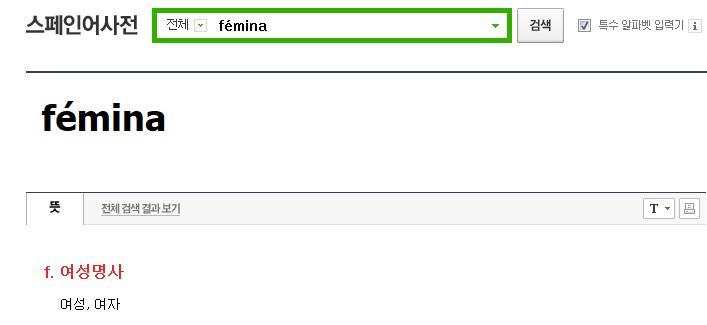 스페인어사전 전체 fémina 검색 특수 알파벳 입력기 i
fémina
뜻 전체 검색 결과 보기 T
f. 여성명사
여성, 여자